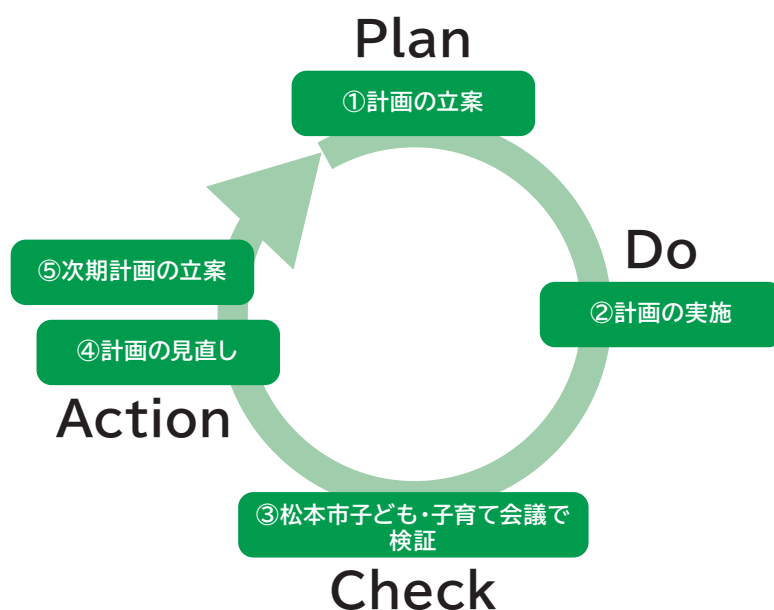 Plan
①計画の立案
Do
②計画の実施
③松本市子ども・子育て会議で
検証
Check
④計画の見直し
Action
⑤次期計画の立案